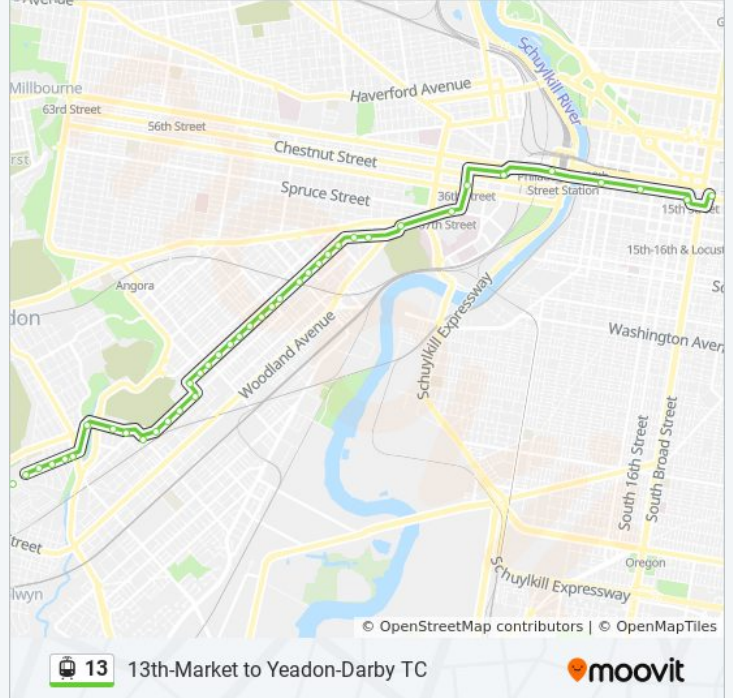 Avenue
Millbourne
63rd Street
Haverford Avenue
Schuylkill River
56th Street
Chestnut Street
Spruce Street
36th Street
Street Station
15th Street
37th Street
15th-16th & Locust
Angora
don
Woodland Avenue
Schuylkill Expressway
Washington Aven
South 16th Street
South Broad Street
treet
lwyn
Oregon
Schuylkill Expressway
© OpenStreetMap contributors | © OpenMapTiles
13 13th-Market to Yeadon-Darby TC
moovit